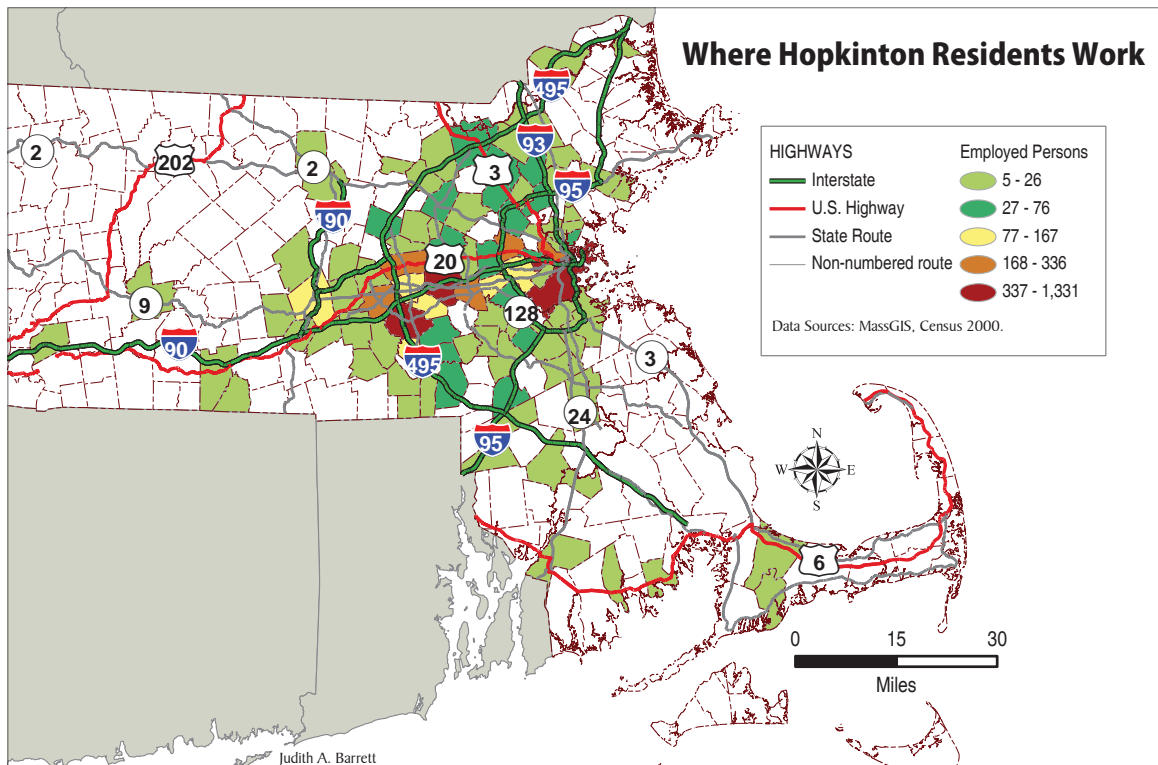 Where Hopkinton Residents Work
HIGHWAYS
Interstate
U.S. Highway
State Route
Non-numbered route
Employed Persons
5 - 26
27 - 76
77 - 167
168 - 336
337 - 1,331
Data Sources: MassGIS, Census 2000.
495
93
2
202
2
3
95
190
20
9
128
90
495
3
24
95
N
W
E
S
6
0 15 30
Miles
Judith A. Barrett